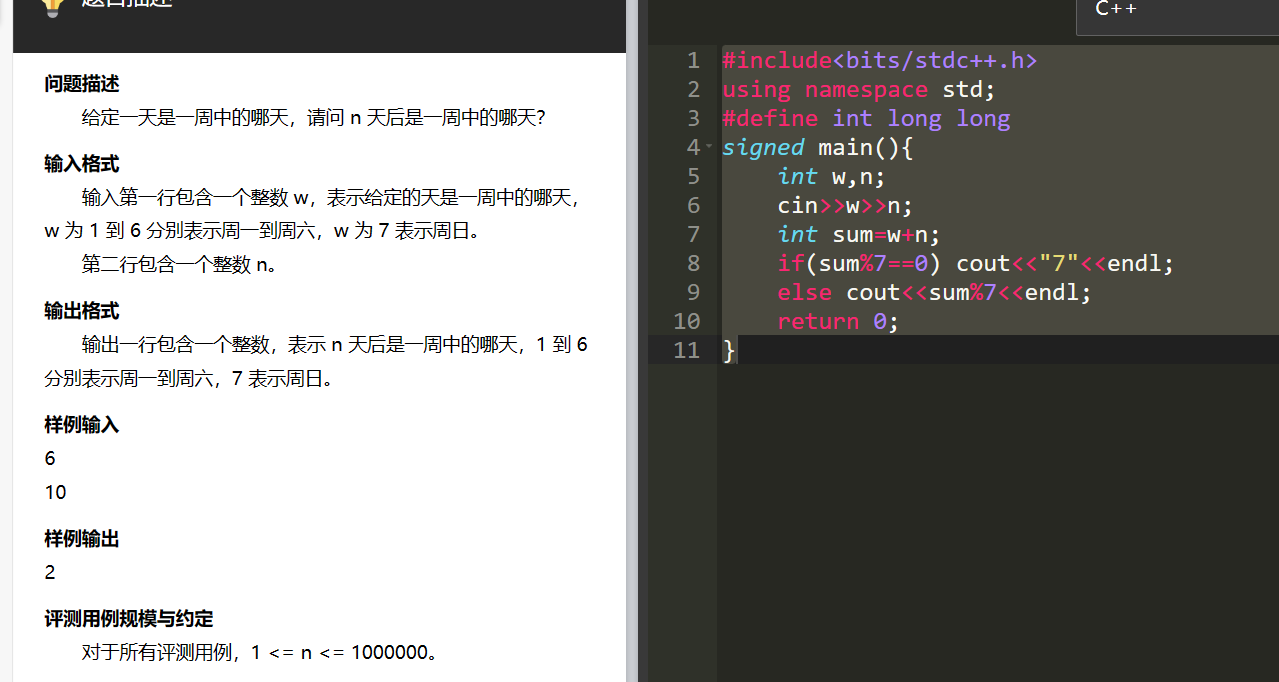 题目描述
问题描述
给定一天是一周中的哪天，请问 n 天后是一周中的哪天？
输入格式
输入第一行包含一个整数 w，表示给定的天是一周中的哪天，
w 为 1 到 6 分别表示周一到周六，w 为 7 表示周日。
第二行包含一个整数 n。
输出格式
输出一行包含一个整数，表示 n 天后是一周中的哪天，1 到 6
分别表示周一到周六，7 表示周日。
样例输入
6
10
样例输出
2
评测用例规模与约定
对于所有评测用例，1 <= n <= 1000000。
C++
1 #include<bits/stdc++.h>
2 using namespace std;
3 #define int long long
4 signed main(){
5     int w,n;
6     cin>>w>>n;
7     int sum=w+n;
8     if(sum%7==0) cout<<"7"<<endl;
9     else cout<<sum%7<<endl;
10     return 0;
11 }